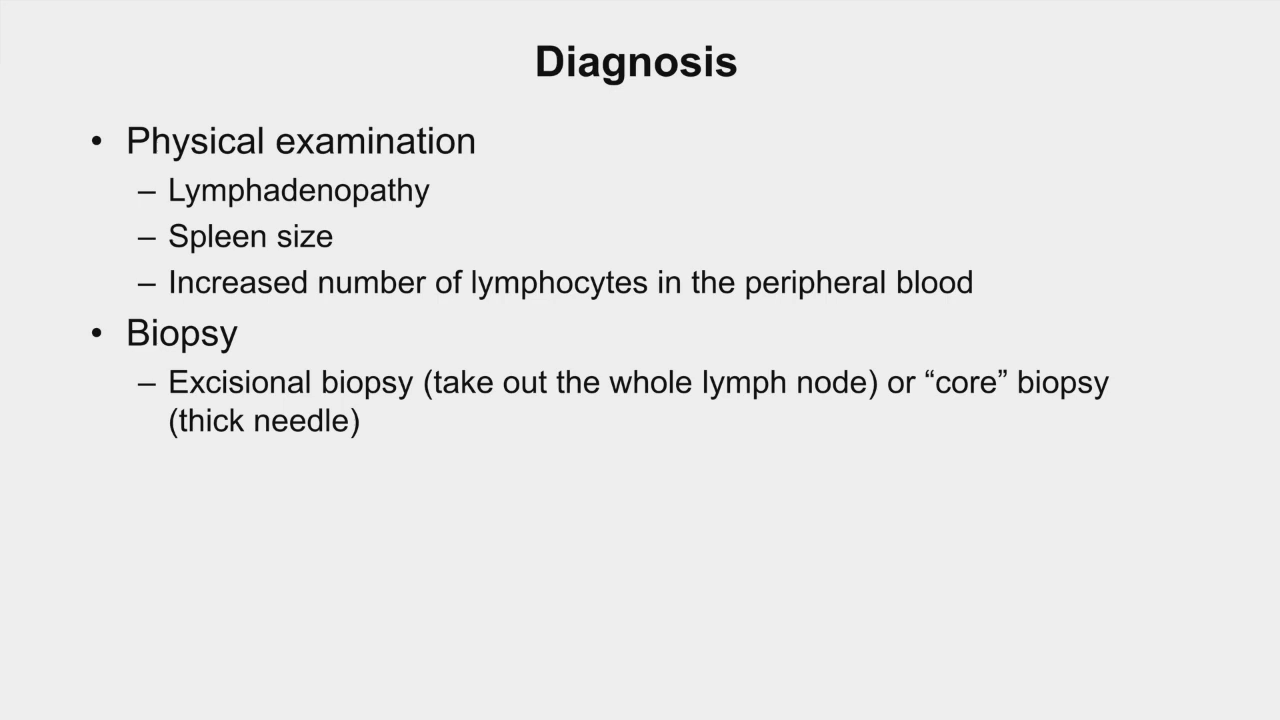 Diagnosis
• Physical examination
– Lymphadenopathy
– Spleen size
– Increased number of lymphocytes in the peripheral blood
• Biopsy
– Excisional biopsy (take out the whole lymph node) or “core” biopsy
(thick needle)